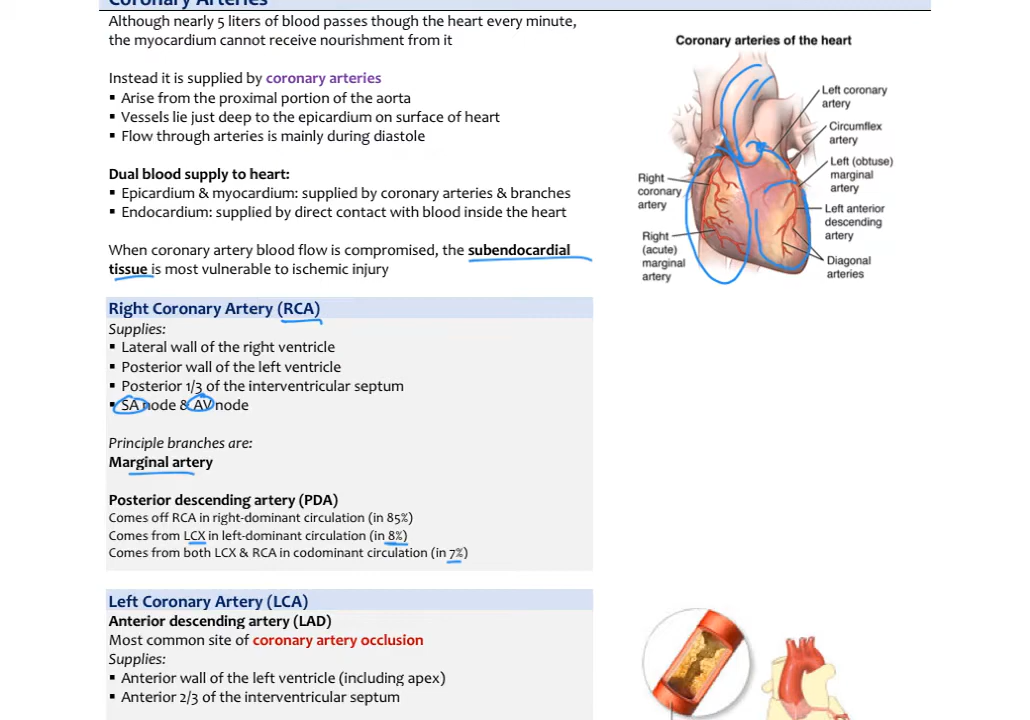 Coronary Arteries
Although nearly 5 liters of blood passes though the heart every minute,
the myocardium cannot receive nourishment from it
Instead it is supplied by coronary arteries
▪ Arise from the proximal portion of the aorta
▪ Vessels lie just deep to the epicardium on surface of heart
▪ Flow through arteries is mainly during diastole
Dual blood supply to heart:
▪ Epicardium & myocardium: supplied by coronary arteries & branches
▪ Endocardium: supplied by direct contact with blood inside the heart
When coronary artery blood flow is compromised, the subendocardial
tissue is most vulnerable to ischemic injury
Right Coronary Artery (RCA)
Supplies:
▪ Lateral wall of the right ventricle
▪ Posterior wall of the left ventricle
▪ Posterior 1/3 of the interventricular septum
▪ SA node & AV node
Principle branches are:
Marginal artery
Posterior descending artery (PDA)
Comes off RCA in right-dominant circulation (in 85%)
Comes from LCX in left-dominant circulation (in 8%)
Comes from both LCX & RCA in codominant circulation (in 7%)
Left Coronary Artery (LCA)
Anterior descending artery (LAD)
Most common site of coronary artery occlusion
Supplies:
▪ Anterior wall of the left ventricle (including apex)
▪ Anterior 2/3 of the interventricular septum
Coronary arteries of the heart
Left coronary
artery
Circumflex
artery
Left (obtuse)
marginal
artery
Left anterior
descending
artery
Diagonal
arteries
Right
coronary
artery
Right
(acute)
marginal
artery